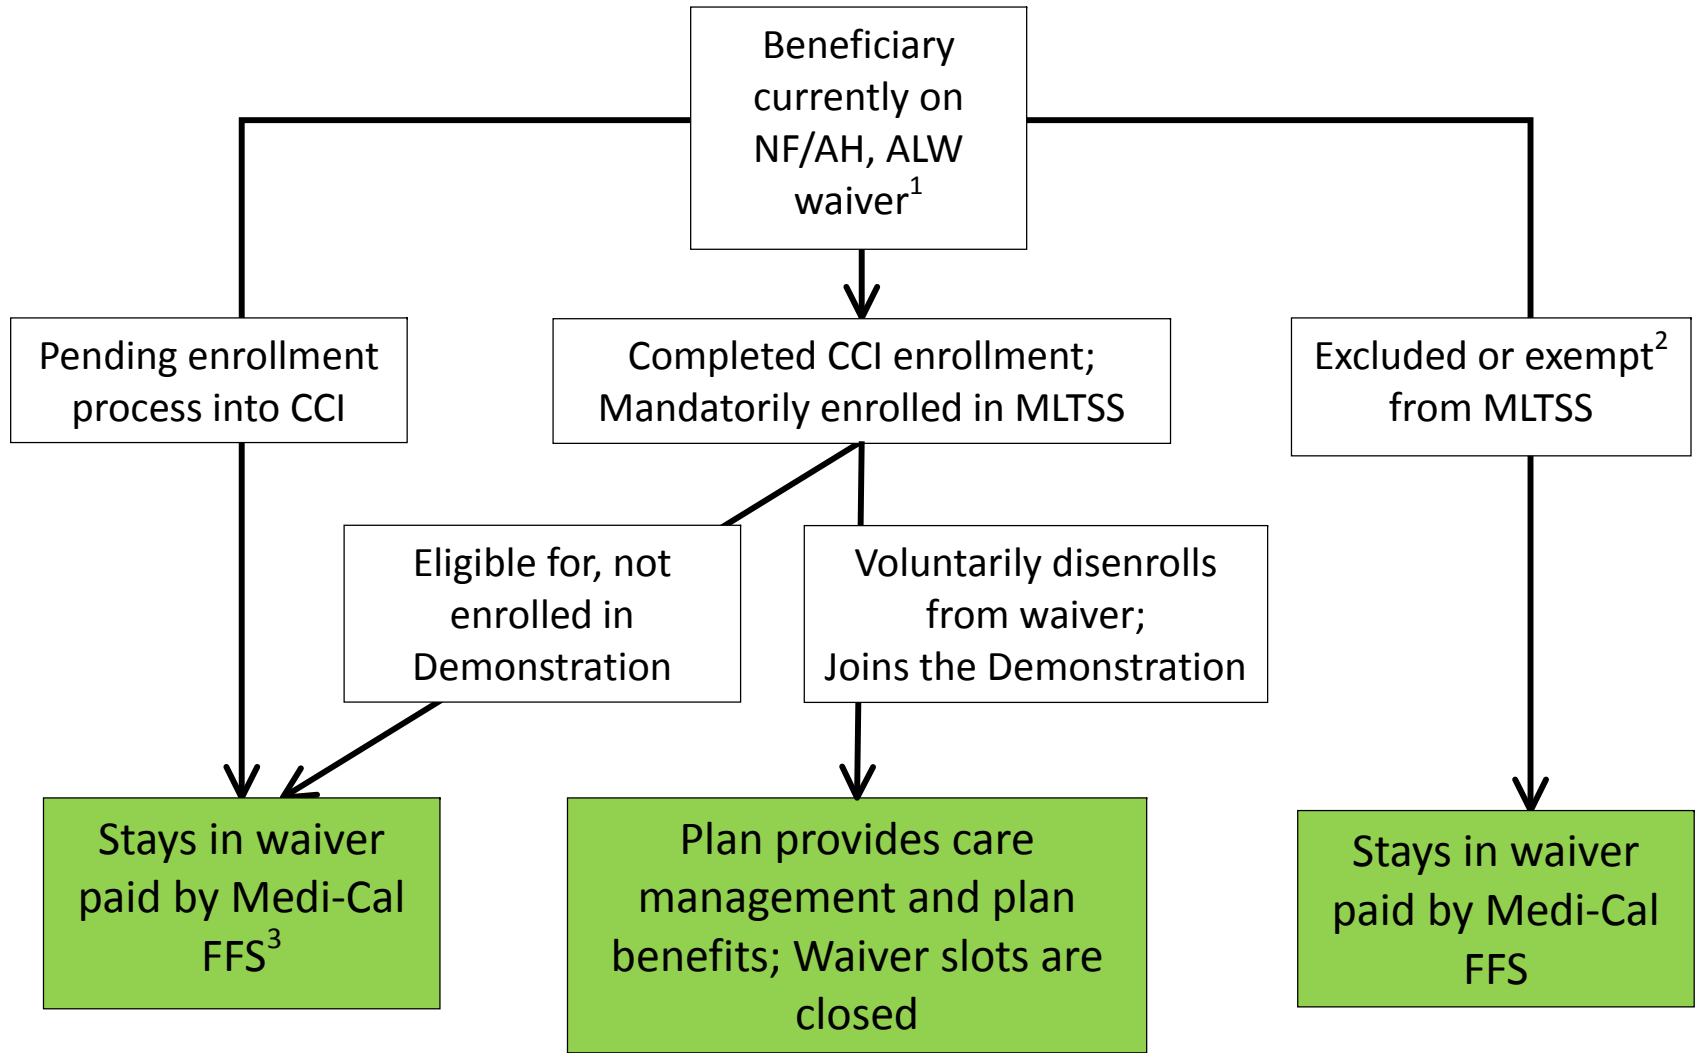 Beneficiary
currently on
NF/AH, ALW
waiver1
Pending enrollment
process into CCI
Completed CCI enrollment;
Mandatorily enrolled in MLTSS
Excluded or exempt2
from MLTSS
Eligible for, not
enrolled in
Demonstration
Voluntarily disenrolls
from waiver;
Joins the Demonstration
Stays in waiver
paid by Medi-Cal
FFS3
Plan provides care
management and plan
benefits; Waiver slots are
closed
Stays in waiver
paid by Medi-Cal
FFS